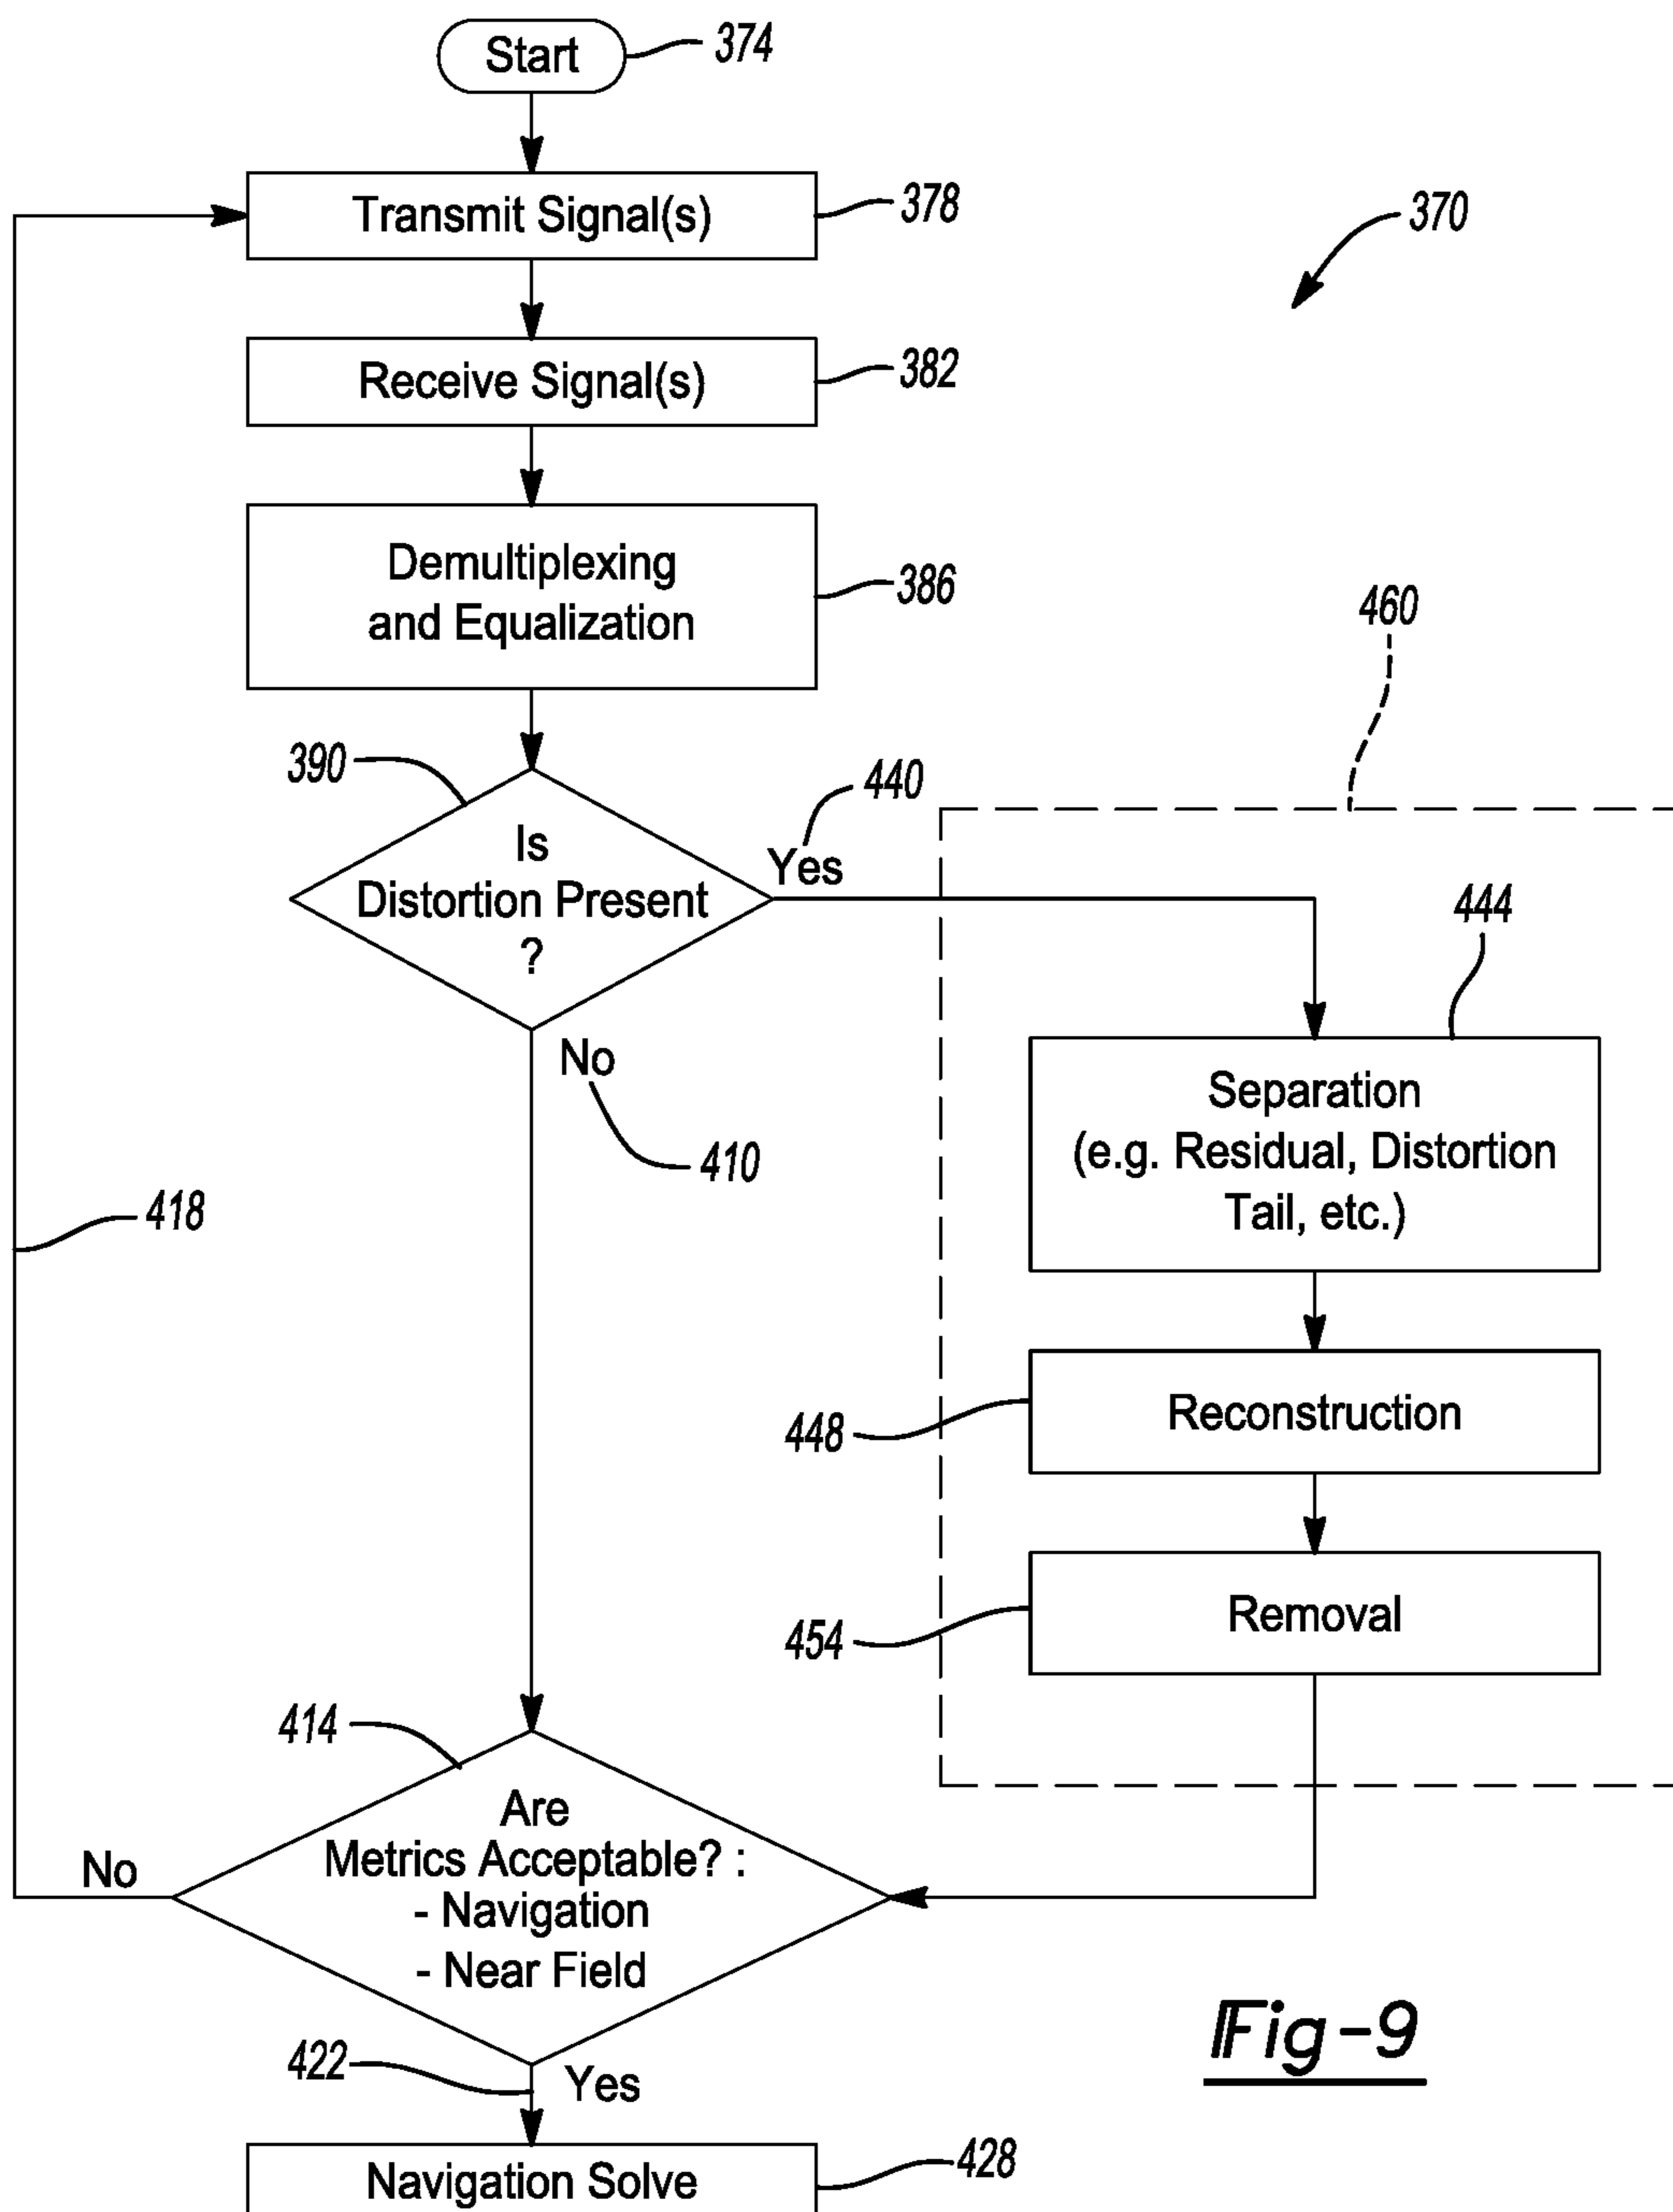 Start
374
Transmit Signal(s)
378
370
Receive Signal(s)
382
Demultiplexing
and Equalization
386
460
390
440
Is
Distortion Present
?
Yes
444
No
410
Separation
(e.g. Residual, Distortion
Tail, etc.)
418
Reconstruction
448
Removal
454
414
Are
Metrics Acceptable? :
- Navigation
- Near Field
No
422
Yes
Fig-9
Navigation Solve
428